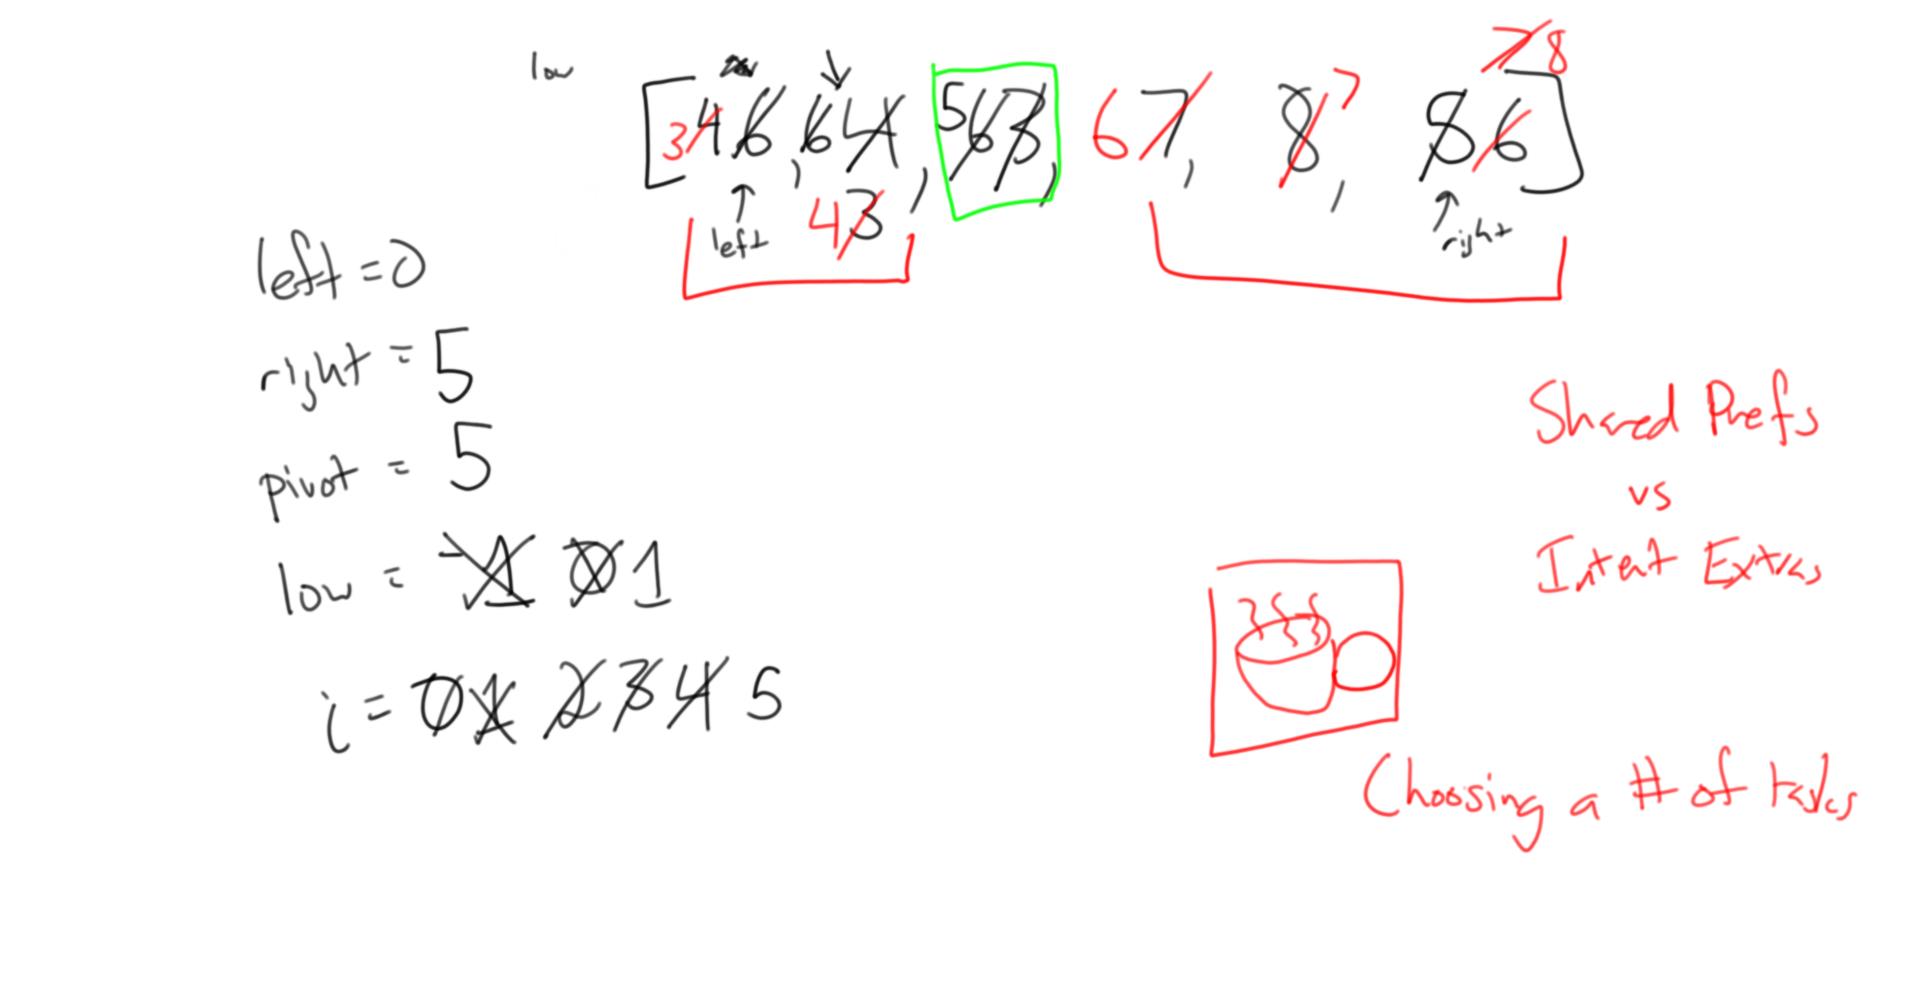 low
7 8
[ 3 4 6 , 6 4 , 5 6 3 , 6 7 , 8 7 , 8 6 ]
4 3
left
right
left = 0
right = 5
pivot = 5
low = -1 0 1
i = 0 1 2 3 4 5
Shared Prefs
vs
Intent Extras
Choosing a # of